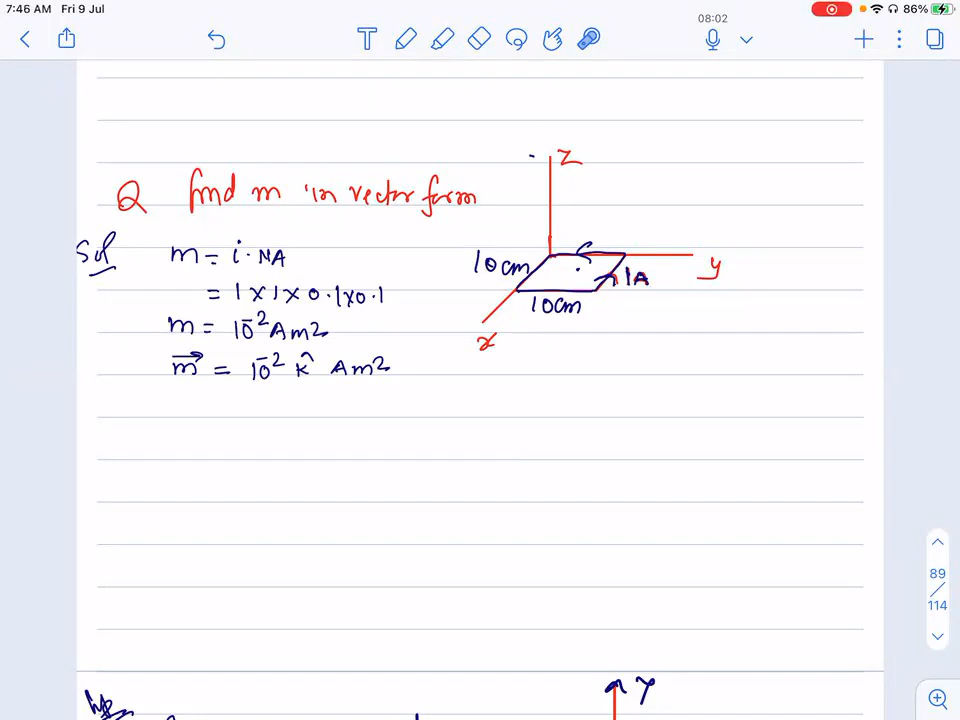 7:46 AM Fri 9 Jul
86%
08:02
T
Q find m in vector form
Sol m = i · NA
= 1 x 1 x 0.1 x 0.1
m = 10⁻² Am2
m⃗ = 10⁻² k̂ Am2
z
y
x
10cm
10cm
1A
89
/
114
Y